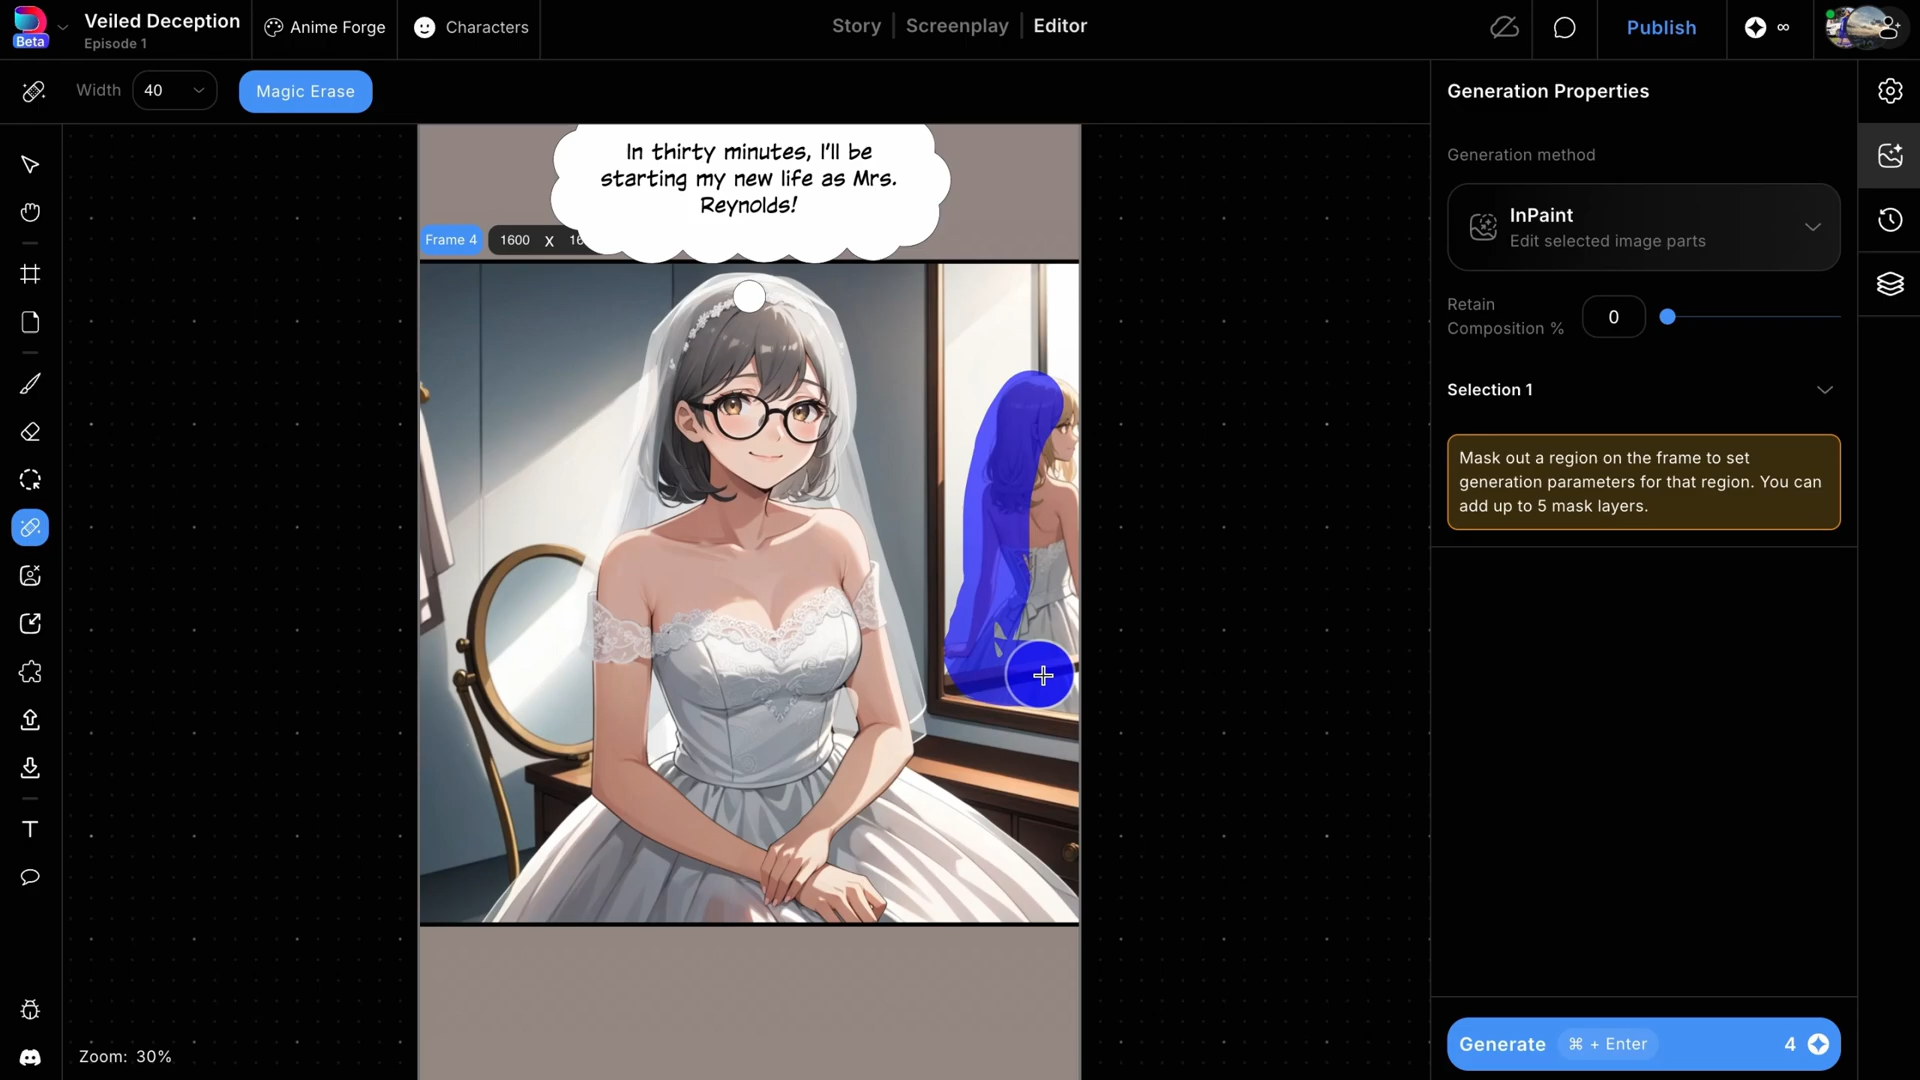 Beta
Veiled Deception
Episode 1
Anime Forge
Characters
Story
Screenplay
Editor
Publish
∞
Width
40
Magic Erase
In thirty minutes, I'll be
starting my new life as Mrs.
Reynolds!
Frame 4
1600 X 16
Generation Properties
Generation method
InPaint
Edit selected image parts
Retain
Composition %
0
Selection 1
Mask out a region on the frame to set
generation parameters for that region. You can
add up to 5 mask layers.
T
Zoom: 30%
Generate ⌘ + Enter 4